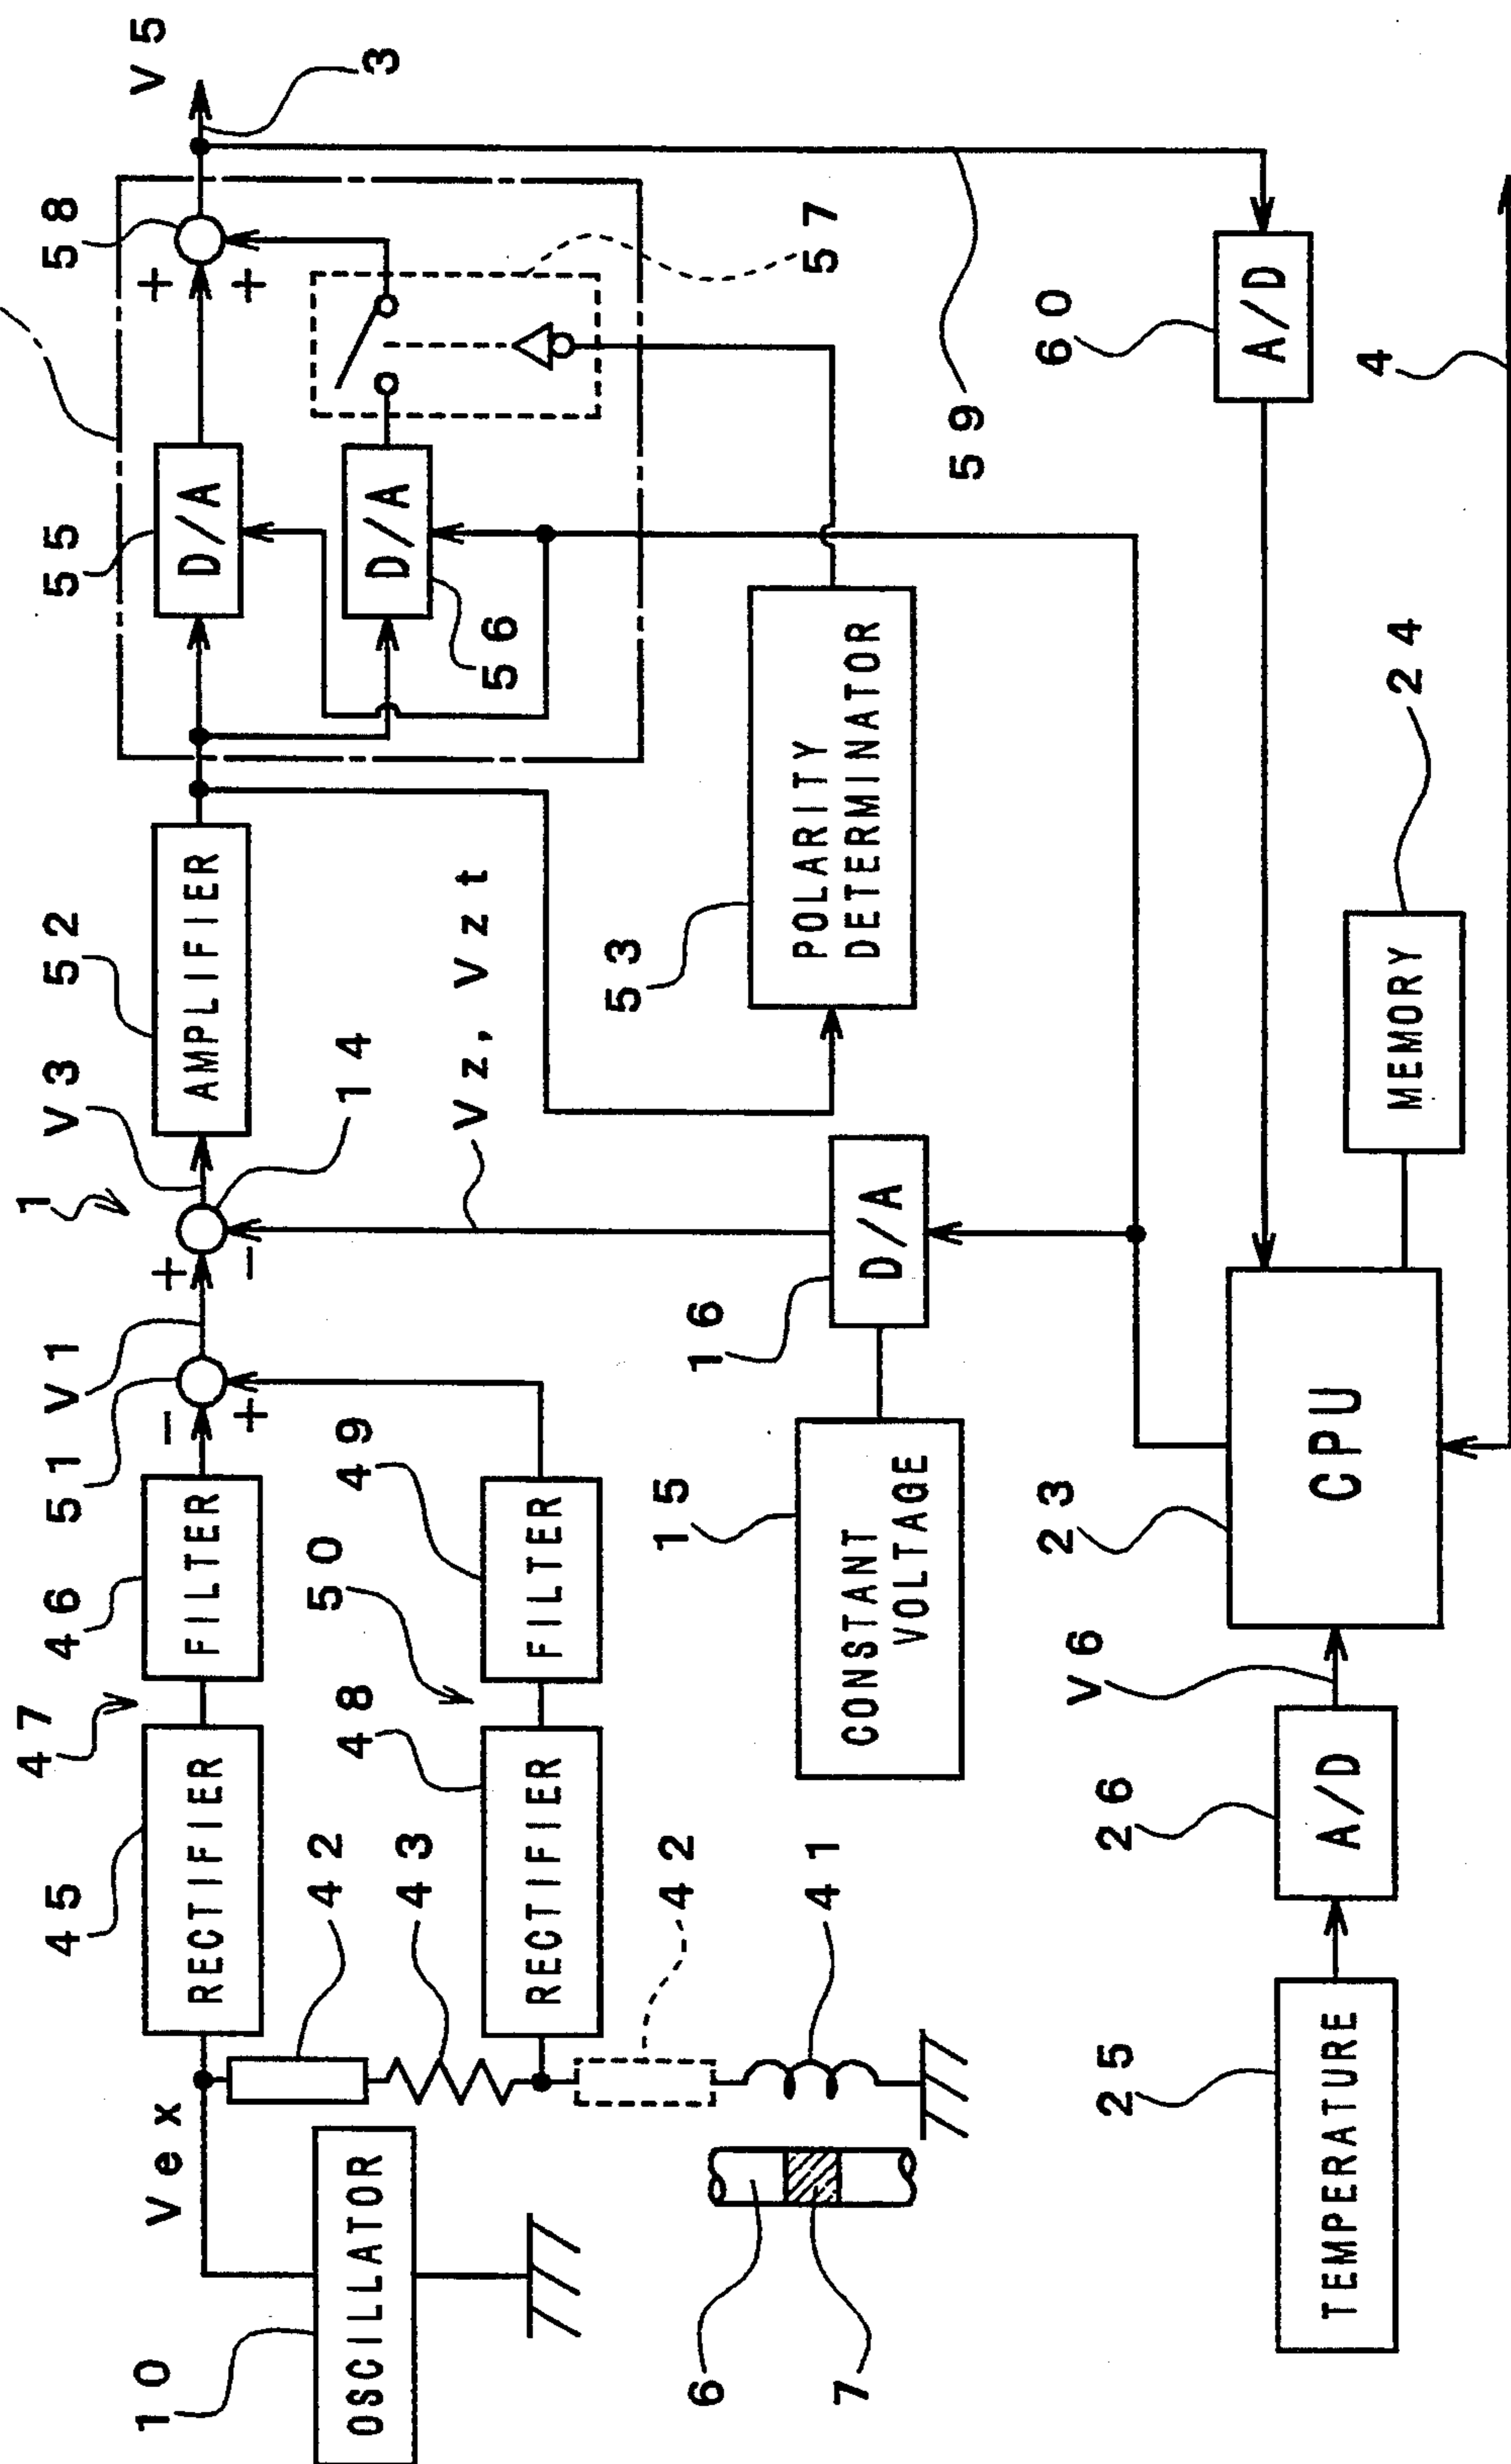 V5
3
58
+
+
57
55
D/A
D/A
56
59
60
A/D
4
52
AMPLIFIER
53
POLARITY
DETERMINATOR
24
MEMORY
1
V3
14
Vz, Vzt
+
−
16
D/A
V1
51
−
+
15
CONSTANT
VOLTAGE
23
CPU
46
FILTER
49
FILTER
50
47
V6
45
RECTIFIER
48
RECTIFIER
42
43
42
41
26
A/D
25
TEMPERATURE
Vex
10
OSCILLATOR
6
7